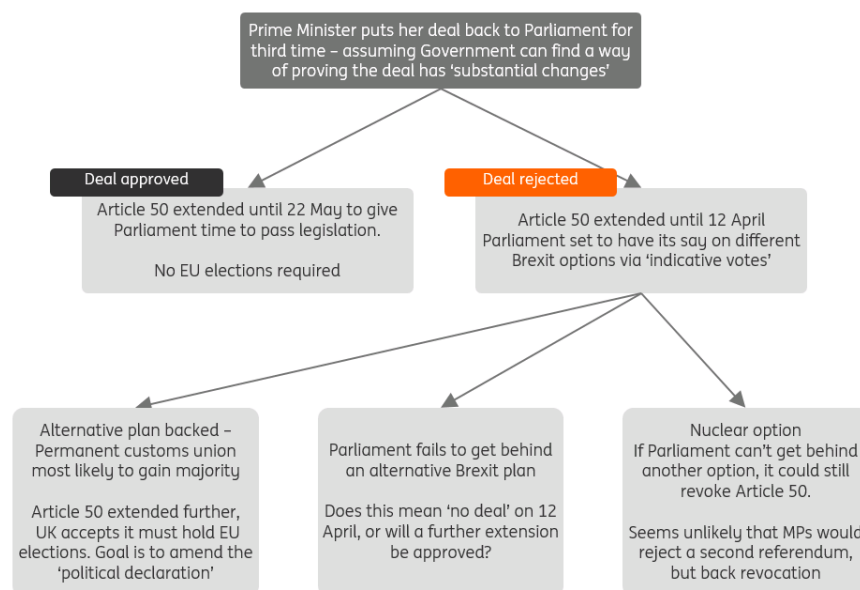 Prime Minister puts her deal back to Parliament for
third time – assuming Government can find a way
of proving the deal has ‘substantial changes’
Deal approved
Article 50 extended until 22 May to give
Parliament time to pass legislation.
No EU elections required
Deal rejected
Article 50 extended until 12 April
Parliament set to have its say on different
Brexit options via ‘indicative votes’
Alternative plan backed –
Permanent customs union
most likely to gain majority
Article 50 extended further,
UK accepts it must hold EU
elections. Goal is to amend the
‘political declaration’
Parliament fails to get behind
an alternative Brexit plan
Does this mean ‘no deal’ on 12
April, or will a further extension
be approved?
Nuclear option
If Parliament can’t get behind
another option, it could still
revoke Article 50.
Seems unlikely that MPs would
reject a second referendum,
but back revocation